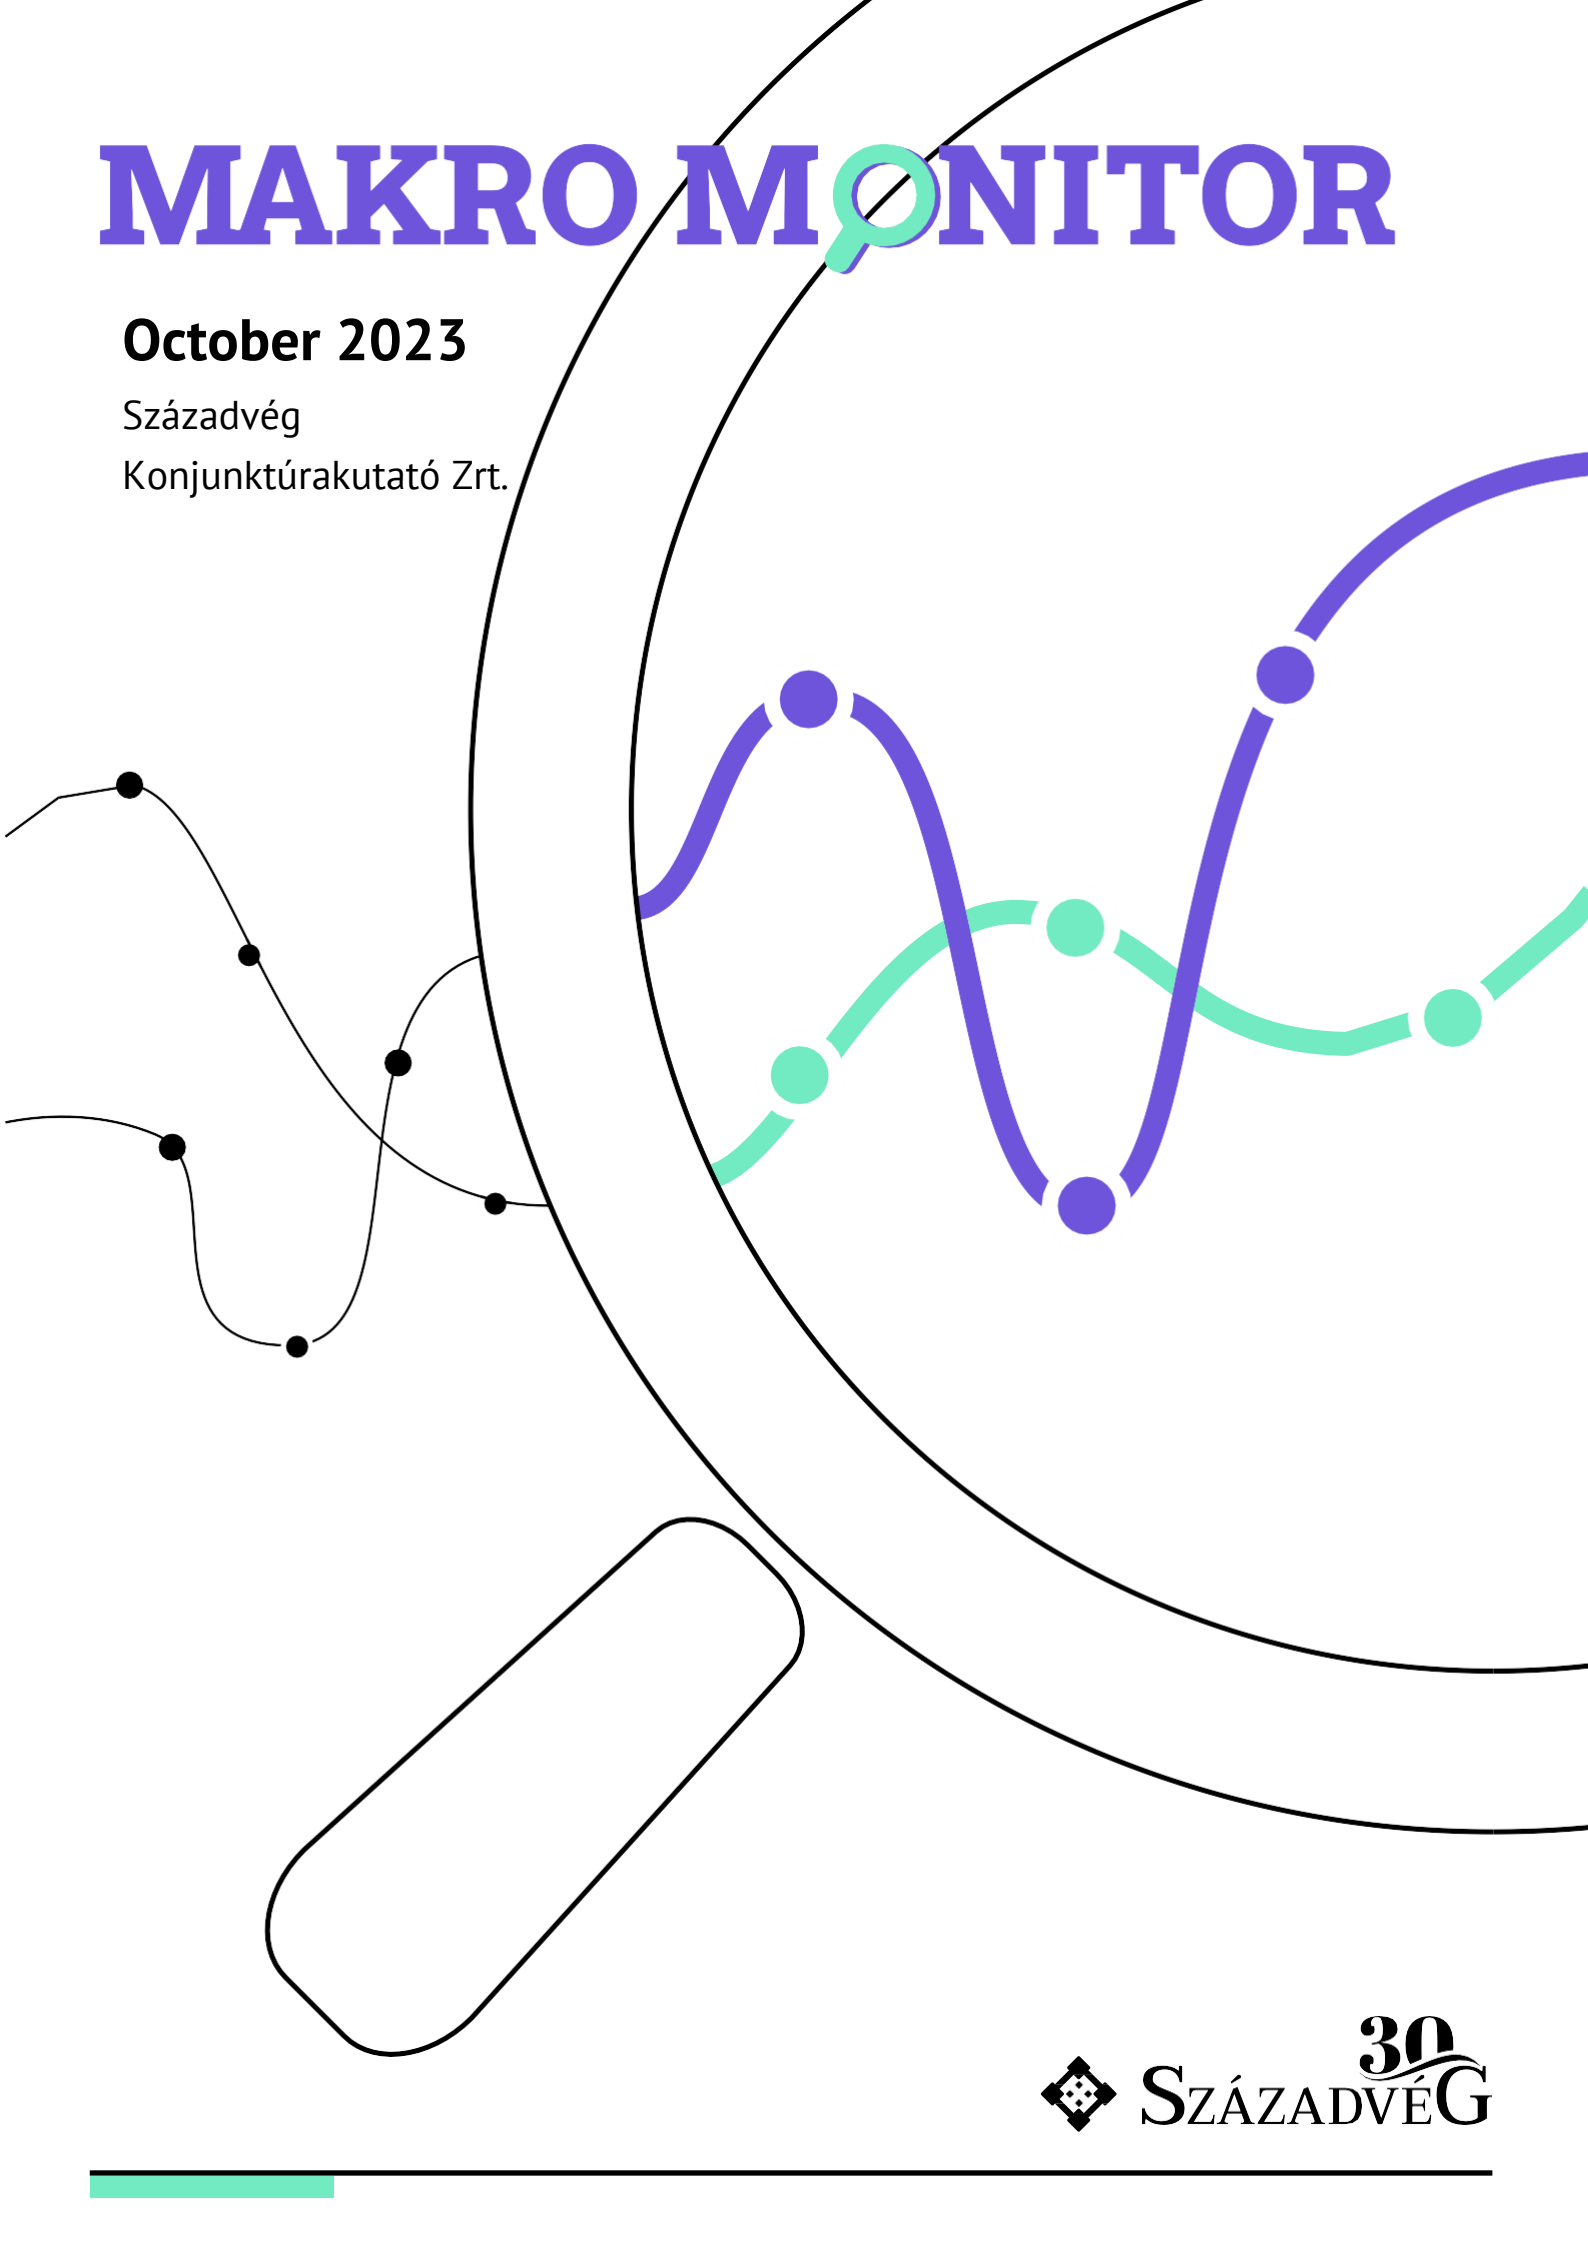 MAKRO MONITOR
October 2023
Századvég
Konjunktúrakutató Zrt.
30
SZÁZADVÉG